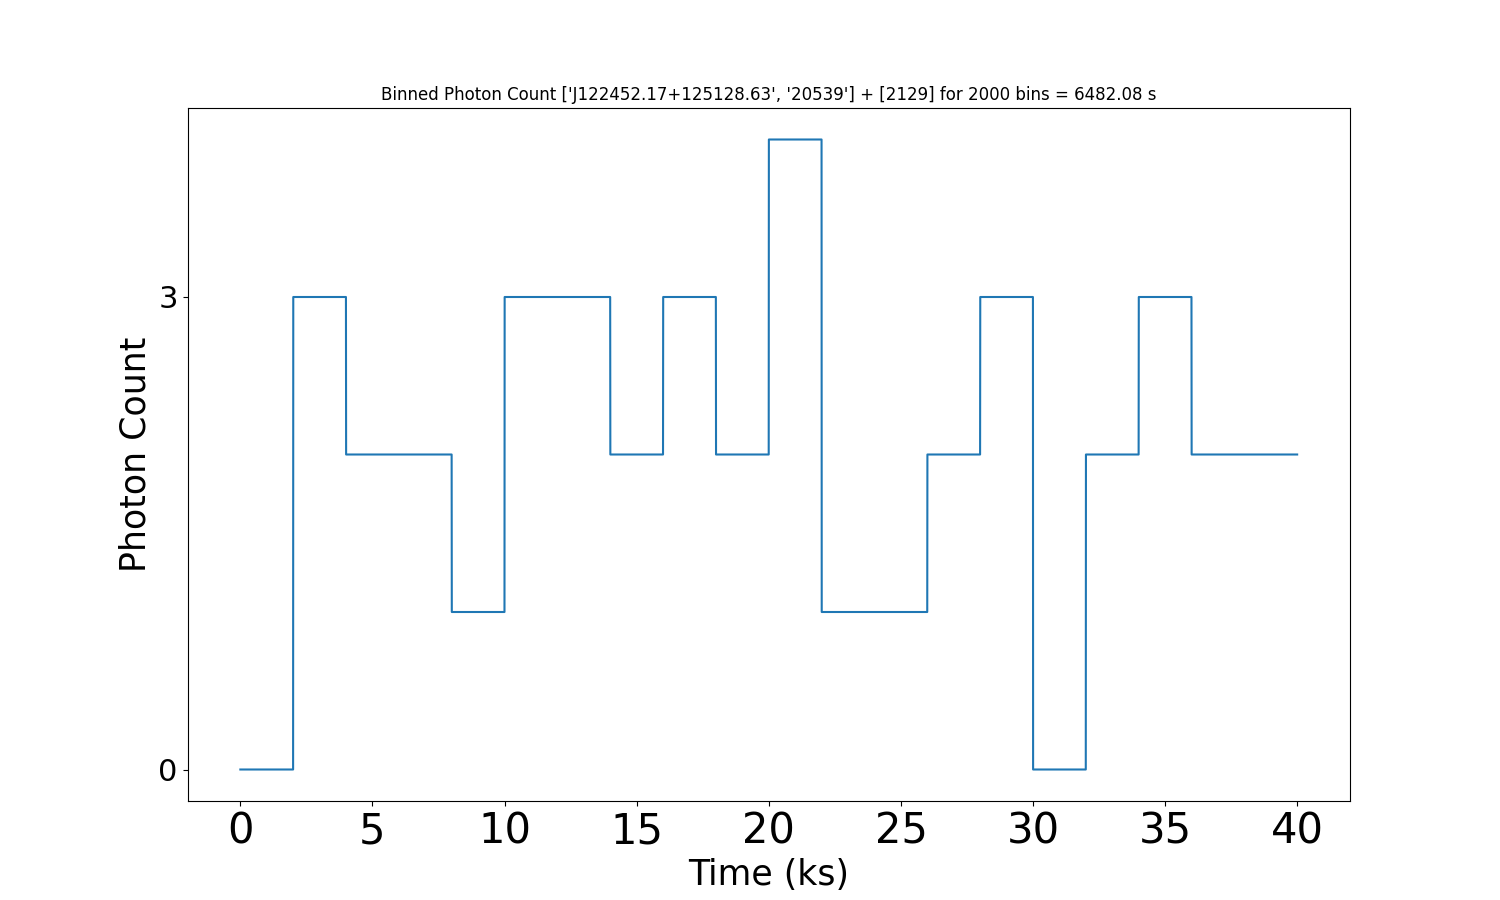 Binned Photon Count ['J122452.17+125128.63', '20539'] + [2129] for 2000 bins = 6482.08 s
3
0
Photon Count
0 5 10 15 20 25 30 35 40
Time (ks)